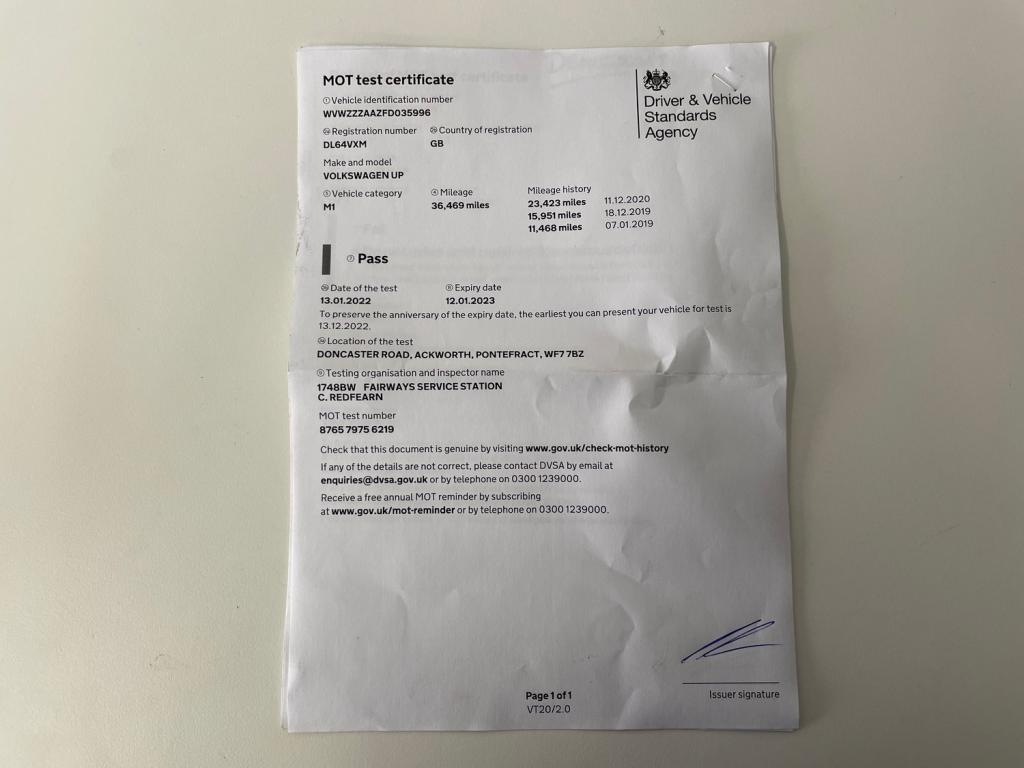 MOT test certificate
Driver & Vehicle
Standards
Agency
① Vehicle identification number
WVWZZZAAZFD035996
Registration number Country of registration
DL64VXM GB
Make and model
VOLKSWAGEN UP
⑤ Vehicle category ④ Mileage Mileage history
M1 36,469 miles 23,423 miles 11.12.2020
15,951 miles 18.12.2019
11,468 miles 07.01.2019
⑦ Pass
Date of the test ⑧ Expiry date
13.01.2022 12.01.2023
To preserve the anniversary of the expiry date, the earliest you can present your vehicle for test is
13.12.2022.
Location of the test
DONCASTER ROAD, ACKWORTH, PONTEFRACT, WF7 7BZ
⑨ Testing organisation and inspector name
1748BW FAIRWAYS SERVICE STATION
C. REDFEARN
MOT test number
8765 7975 6219
Check that this document is genuine by visiting www.gov.uk/check-mot-history
If any of the details are not correct, please contact DVSA by email at
enquiries@dvsa.gov.uk or by telephone on 0300 1239000.
Receive a free annual MOT reminder by subscribing
at www.gov.uk/mot-reminder or by telephone on 0300 1239000.
Issuer signature
Page 1 of 1
VT20/2.0